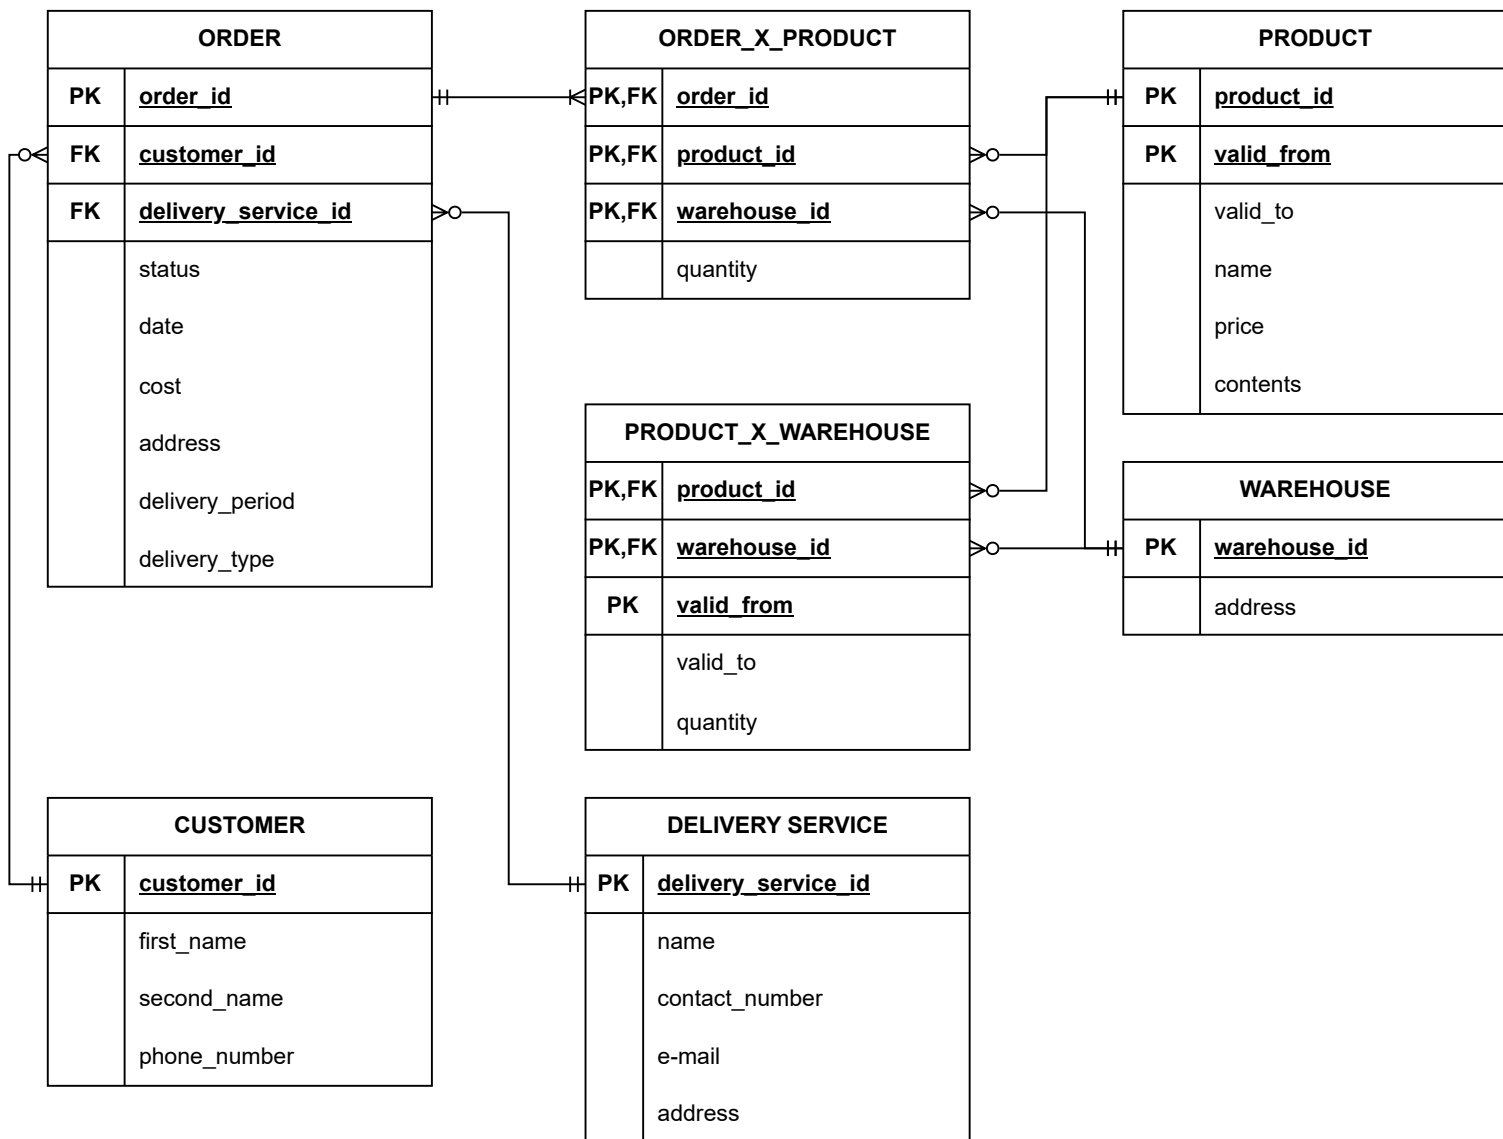 ORDER
PK order_id
FK customer_id
FK delivery_service_id
status
date
cost
address
delivery_period
delivery_type
ORDER_X_PRODUCT
PK,FK order_id
PK,FK product_id
PK,FK warehouse_id
quantity
PRODUCT
PK product_id
PK valid_from
valid_to
name
price
contents
PRODUCT_X_WAREHOUSE
PK,FK product_id
PK,FK warehouse_id
PK valid_from
valid_to
quantity
WAREHOUSE
PK warehouse_id
address
CUSTOMER
PK customer_id
first_name
second_name
phone_number
DELIVERY SERVICE
PK delivery_service_id
name
contact_number
e-mail
address